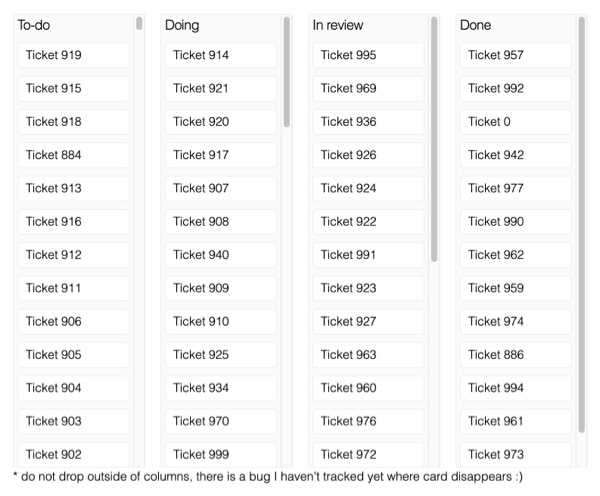 To-do
Ticket 919
Ticket 915
Ticket 918
Ticket 884
Ticket 913
Ticket 916
Ticket 912
Ticket 911
Ticket 906
Ticket 905
Ticket 904
Ticket 903
Ticket 902
Doing
Ticket 914
Ticket 921
Ticket 920
Ticket 917
Ticket 907
Ticket 908
Ticket 940
Ticket 909
Ticket 910
Ticket 925
Ticket 934
Ticket 970
Ticket 999
In review
Ticket 995
Ticket 969
Ticket 936
Ticket 926
Ticket 924
Ticket 922
Ticket 991
Ticket 923
Ticket 927
Ticket 963
Ticket 960
Ticket 976
Ticket 972
Done
Ticket 957
Ticket 992
Ticket 0
Ticket 942
Ticket 977
Ticket 990
Ticket 962
Ticket 959
Ticket 974
Ticket 886
Ticket 994
Ticket 961
Ticket 973
* do not drop outside of columns, there is a bug I haven't tracked yet where card disappears :)